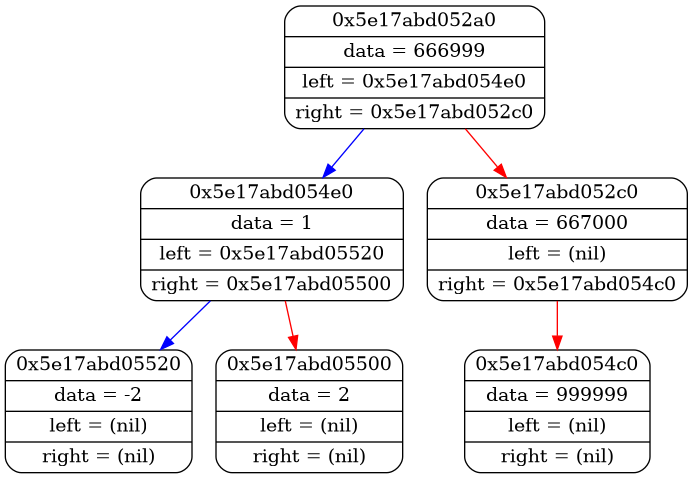 0x5e17abd052a0
data = 666999
left = 0x5e17abd054e0
right = 0x5e17abd052c0
0x5e17abd054e0
data = 1
left = 0x5e17abd05520
right = 0x5e17abd05500
0x5e17abd052c0
data = 667000
left = (nil)
right = 0x5e17abd054c0
0x5e17abd05520
data = -2
left = (nil)
right = (nil)
0x5e17abd05500
data = 2
left = (nil)
right = (nil)
0x5e17abd054c0
data = 999999
left = (nil)
right = (nil)